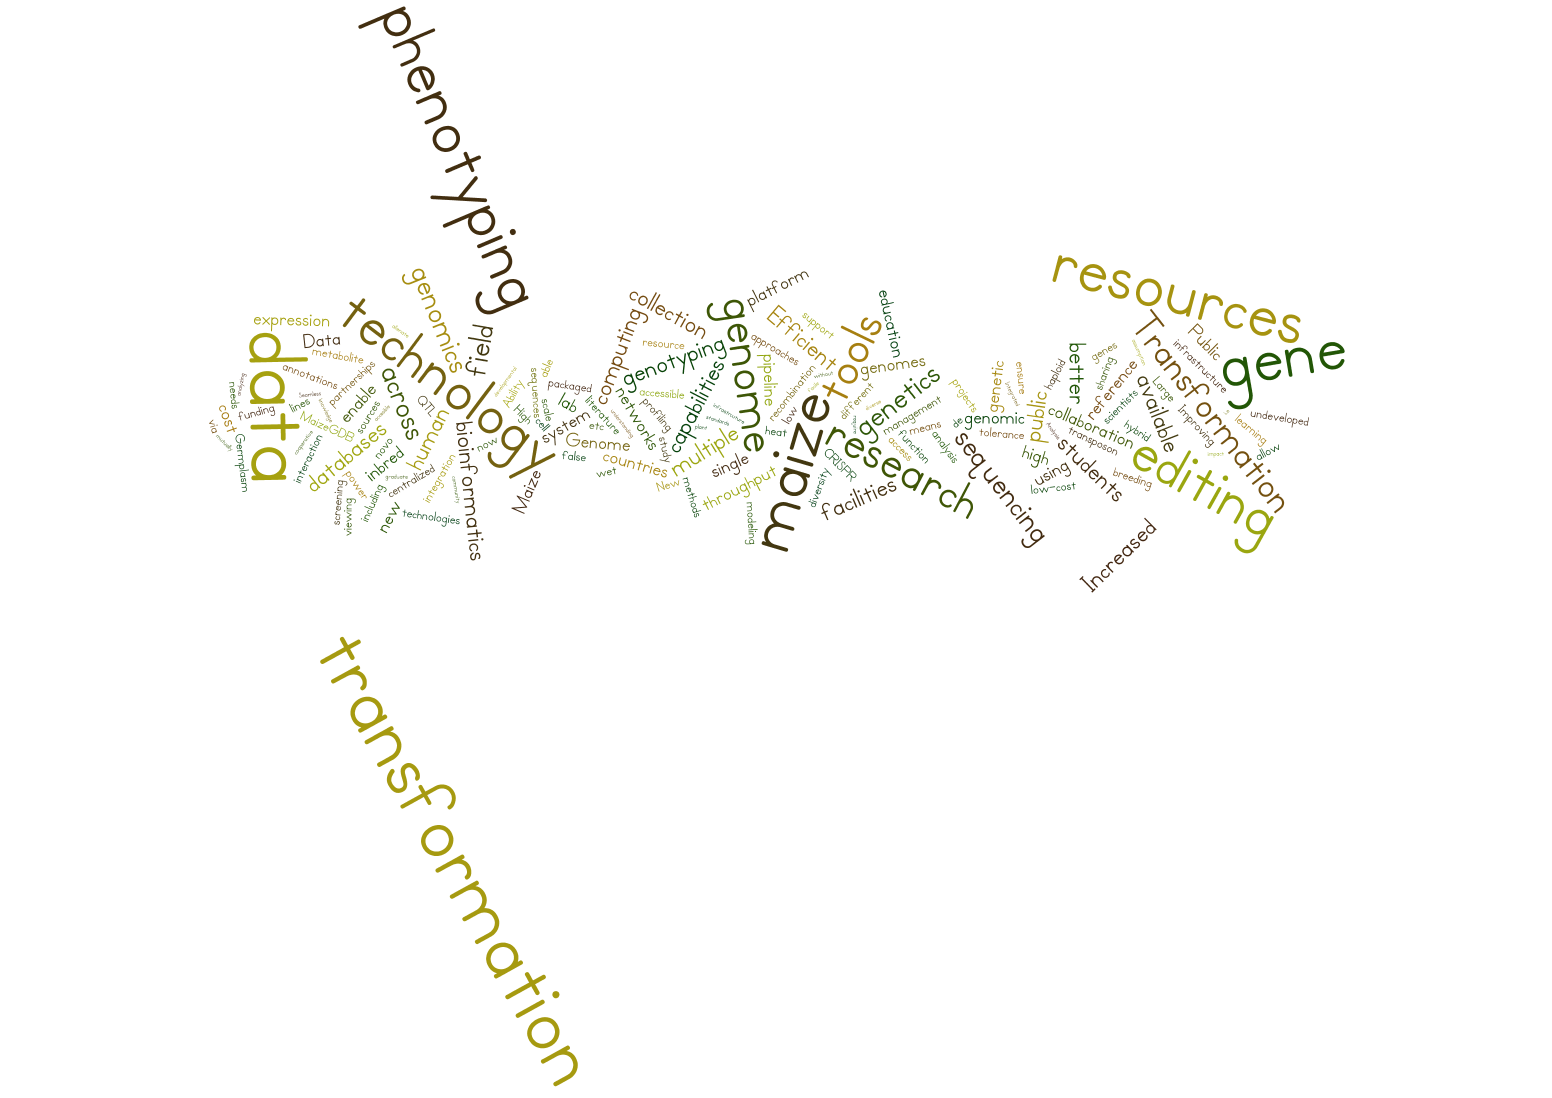 phenotyping
resources
genomics
platform
education
collection
technology
genome
Efficient
support
expression
data
Data
metabolite
field
computing
resource
genotyping
approaches
tools
genomes
Transformation
Public
infrastructure
gene
better
genes
sharing
reference
annotations
partnerships
across
enable
sources
QTL
able
Ability
sequences
packaged
scale
lab
High
cell
literature
networks
accessible
profiling
capabilities
pipeline
recombination
low
different
genetics
management
projects
genetic
ensure
haploid
public
collaboration
scientists
available
Large
Improving
undeveloped
learning
allow
needs
cost
via
funding
lines
MaizeGDB
Germplasm
interaction
databases
novo
inbred
human
bioinformatics
now
system
etc
Genome
false
wet
countries
study
multiple
single
heat
maize
research
CRISPR
function
means
access
analysis
de
genomic
tolerance
sequencing
transposon
hybrid
high
using
students
breeding
low-cost
editing
power
screening
viewing
including
centralized
integration
new
technologies
Maize
New
methods
throughput
modeling
diversity
facilities
Increased
transformation